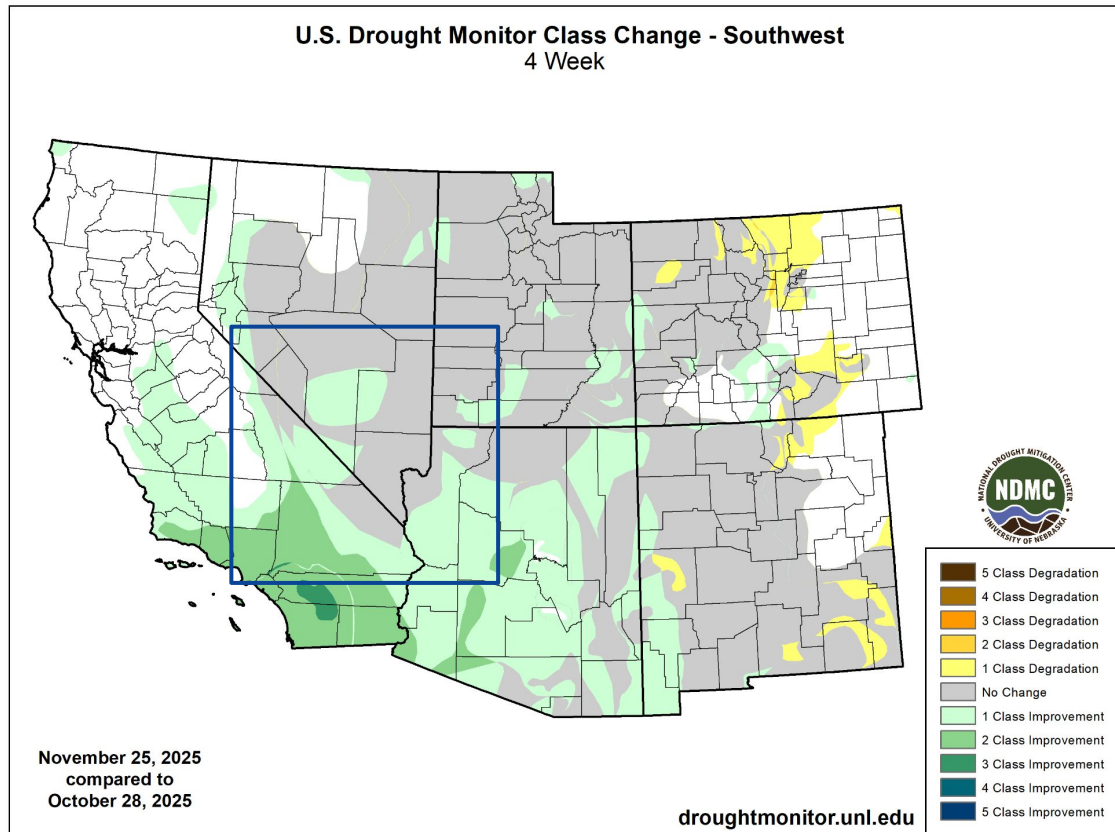 U.S. Drought Monitor Class Change - Southwest
4 Week
NATIONAL DROUGHT MITIGATION CENTER
NDMC
UNIVERSITY OF NEBRASKA
5 Class Degradation
4 Class Degradation
3 Class Degradation
2 Class Degradation
1 Class Degradation
No Change
1 Class Improvement
2 Class Improvement
3 Class Improvement
4 Class Improvement
5 Class Improvement
November 25, 2025
compared to
October 28, 2025
droughtmonitor.unl.edu